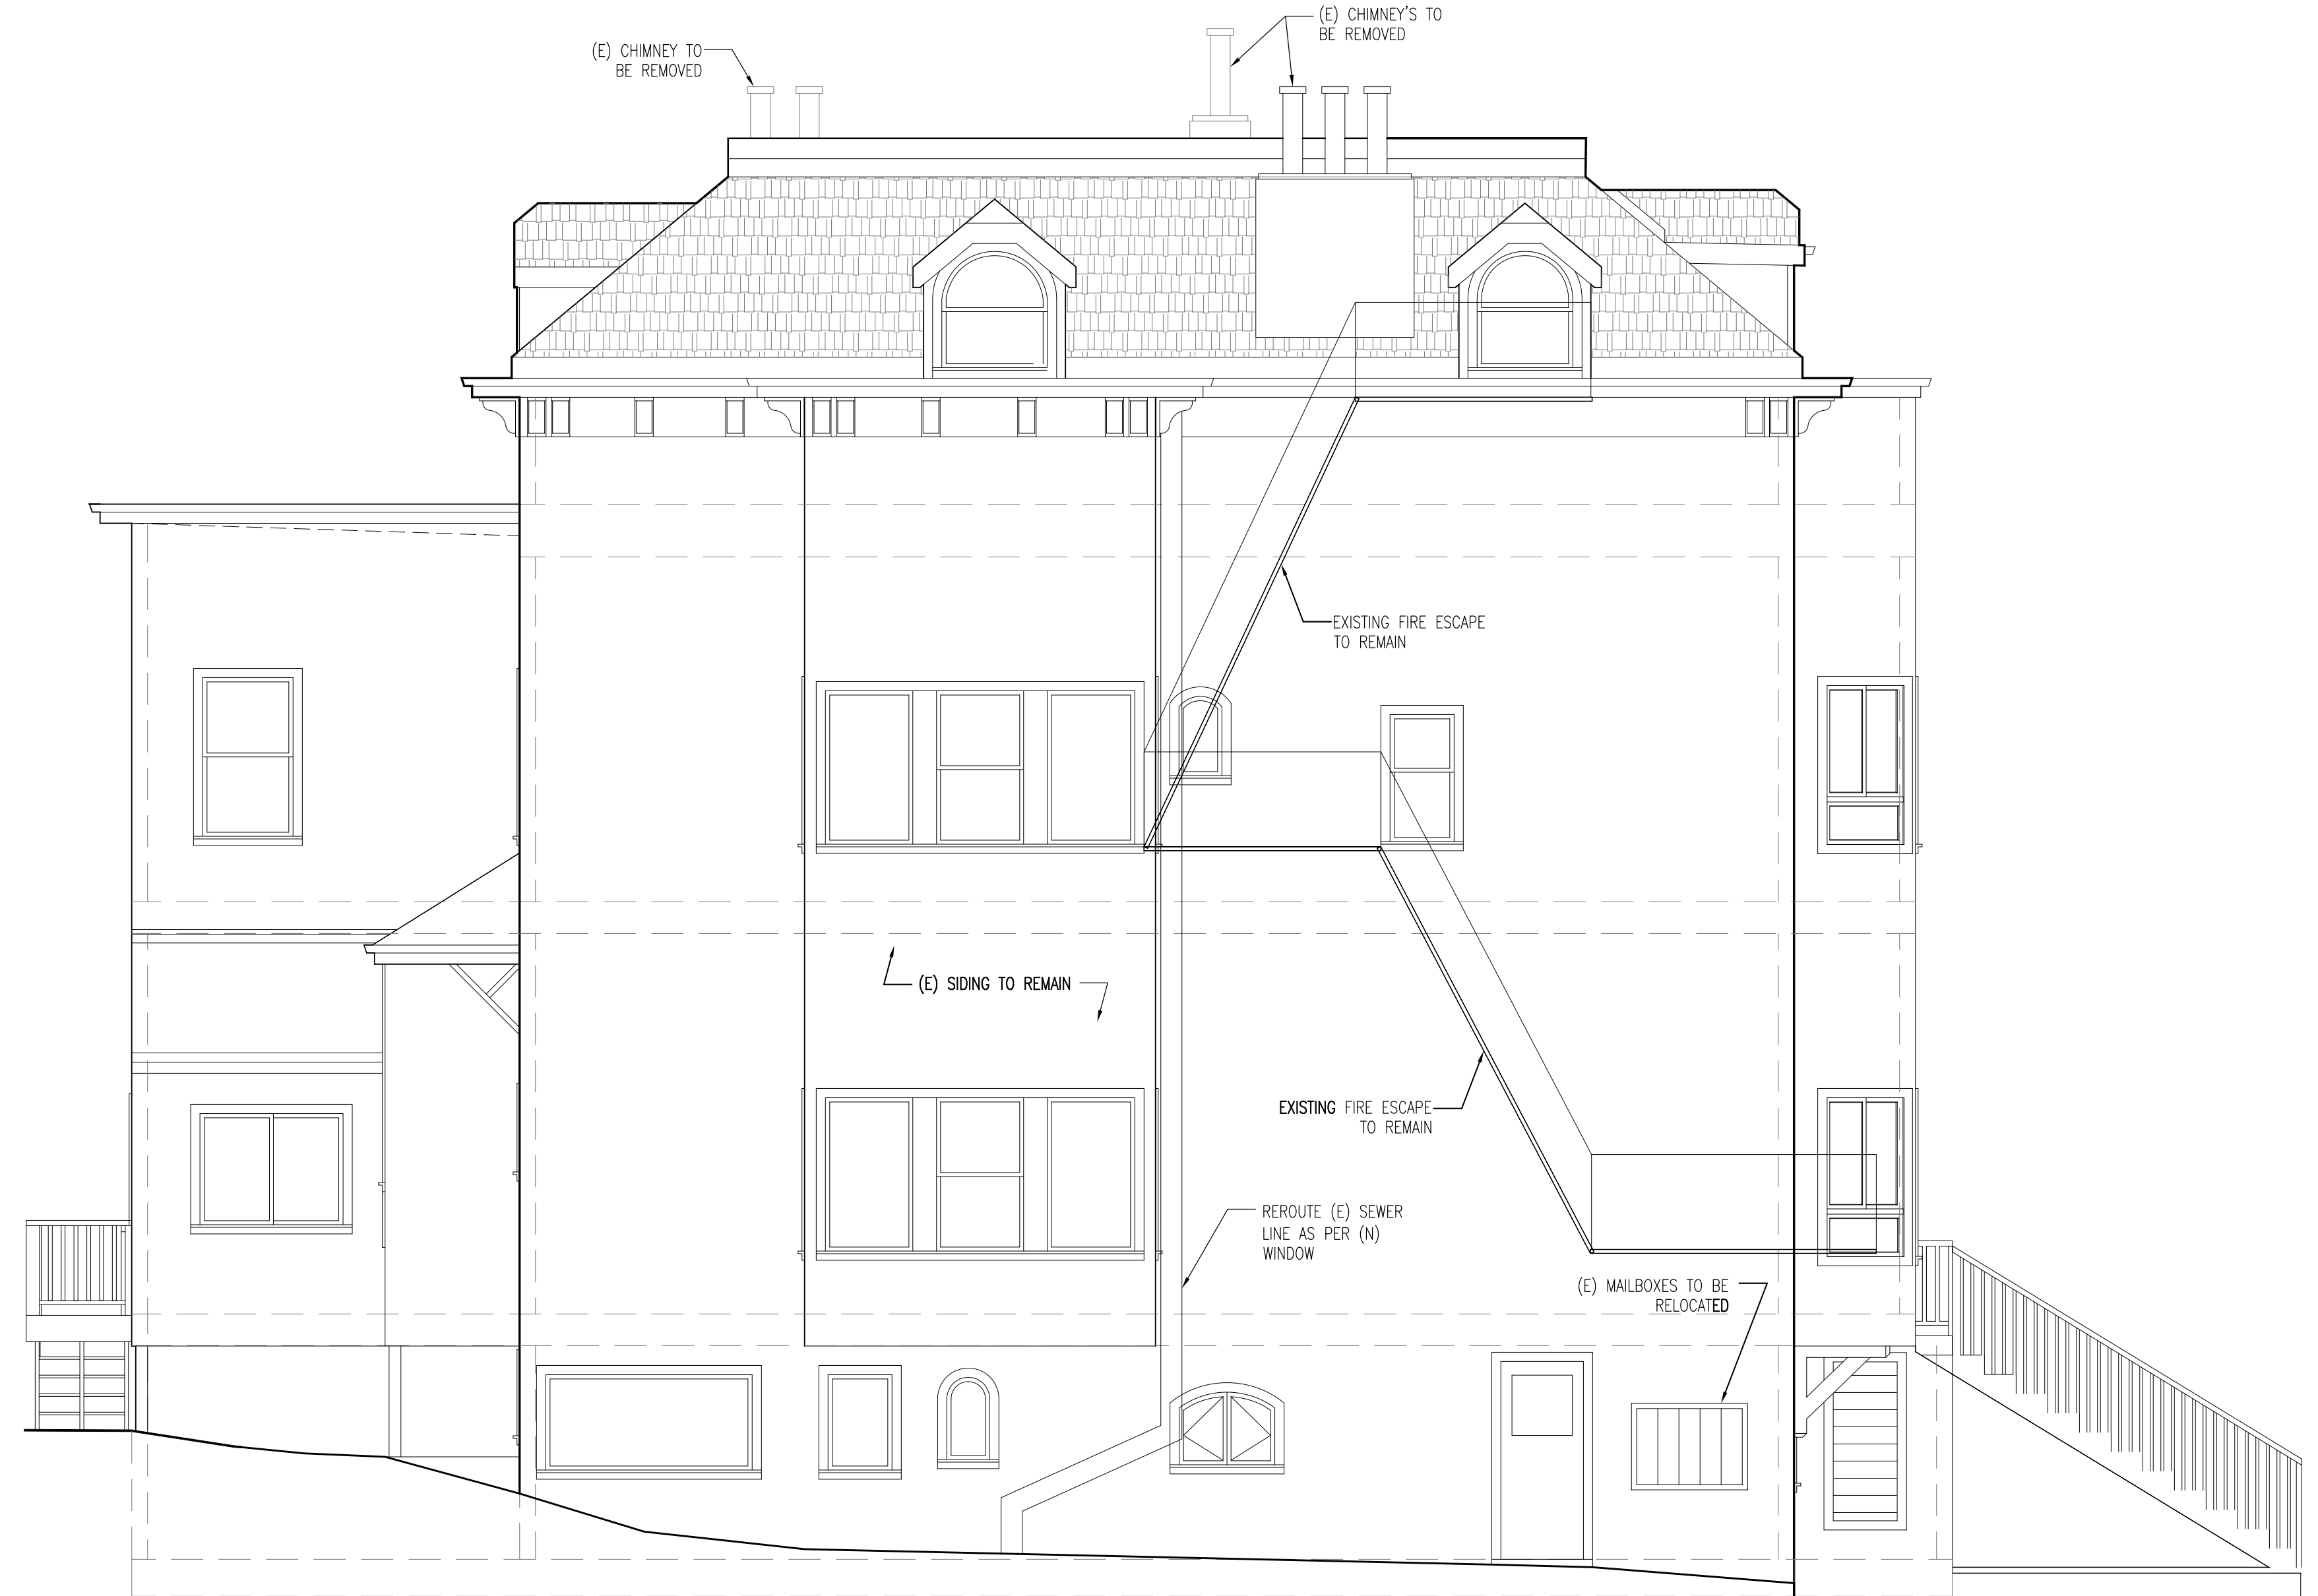 (E) CHIMNEY TO
BE REMOVED
(E) CHIMNEY'S TO
BE REMOVED
EXISTING FIRE ESCAPE
TO REMAIN
(E) SIDING TO REMAIN
EXISTING FIRE ESCAPE
TO REMAIN
REROUTE (E) SEWER
LINE AS PER (N)
WINDOW
(E) MAILBOXES TO BE
RELOCATED